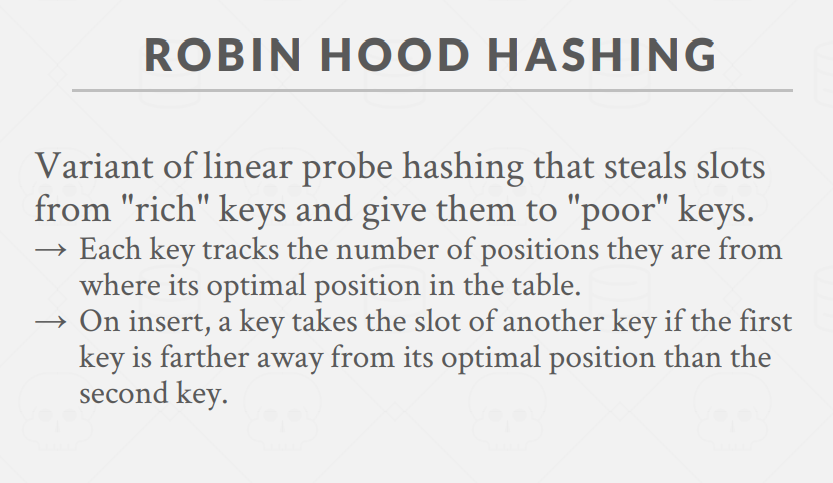 ROBIN HOOD HASHING
Variant of linear probe hashing that steals slots
from "rich" keys and give them to "poor" keys.
→ Each key tracks the number of positions they are from
where its optimal position in the table.
→ On insert, a key takes the slot of another key if the first
key is farther away from its optimal position than the
second key.